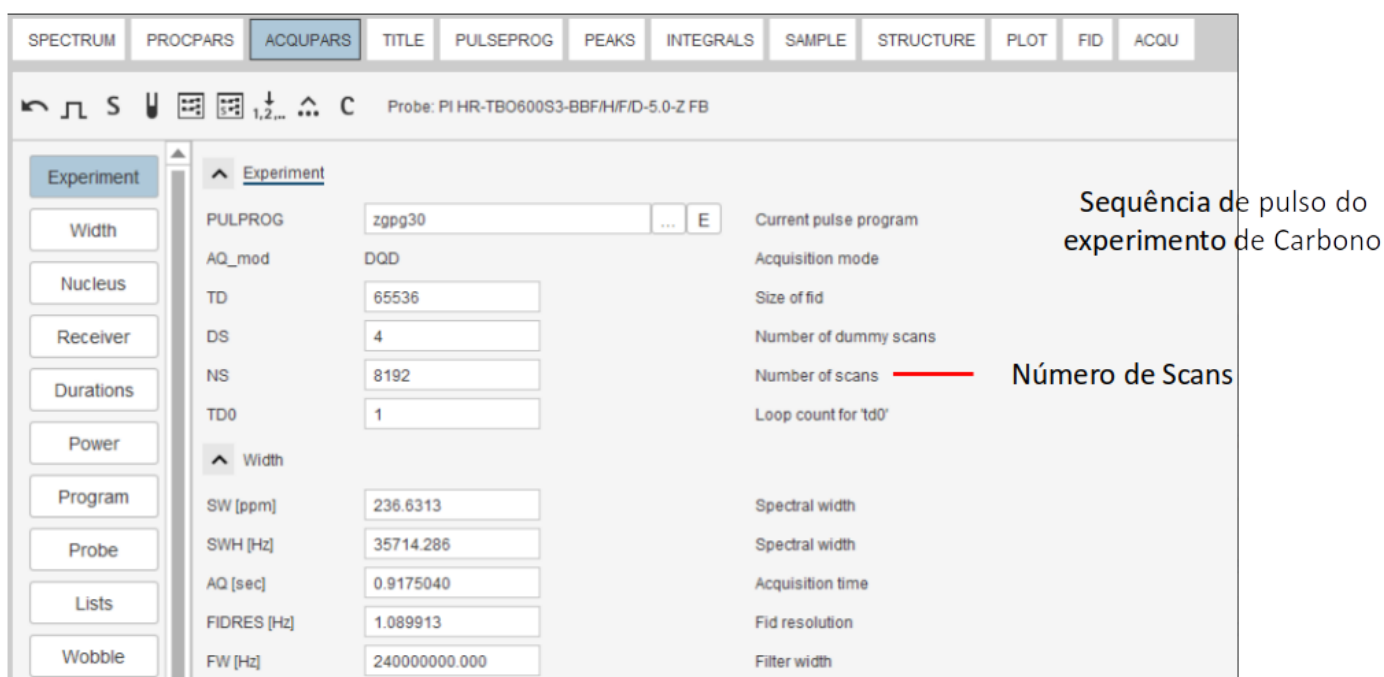 SPECTRUM PROCPARS ACQUPARS TITLE PULSEPROG PEAKS INTEGRALS SAMPLE STRUCTURE PLOT FID ACQU
S 1,2,... C Probe: PI HR-TBO600S3-BBF/H/F/D-5.0-Z FB
Experiment
Width
Nucleus
Receiver
Durations
Power
Program
Probe
Lists
Wobble
Experiment
PULPROG zgpg30 ... E Current pulse program
AQ_mod DQD Acquisition mode
TD 65536 Size of fid
DS 4 Number of dummy scans
NS 8192 Number of scans
TD0 1 Loop count for 'td0'
Width
SW [ppm] 236.6313 Spectral width
SWH [Hz] 35714.286 Spectral width
AQ [sec] 0.9175040 Acquisition time
FIDRES [Hz] 1.089913 Fid resolution
FW [Hz] 240000000.000 Filter width
Sequência de pulso do
experimento de Carbono
Número de Scans